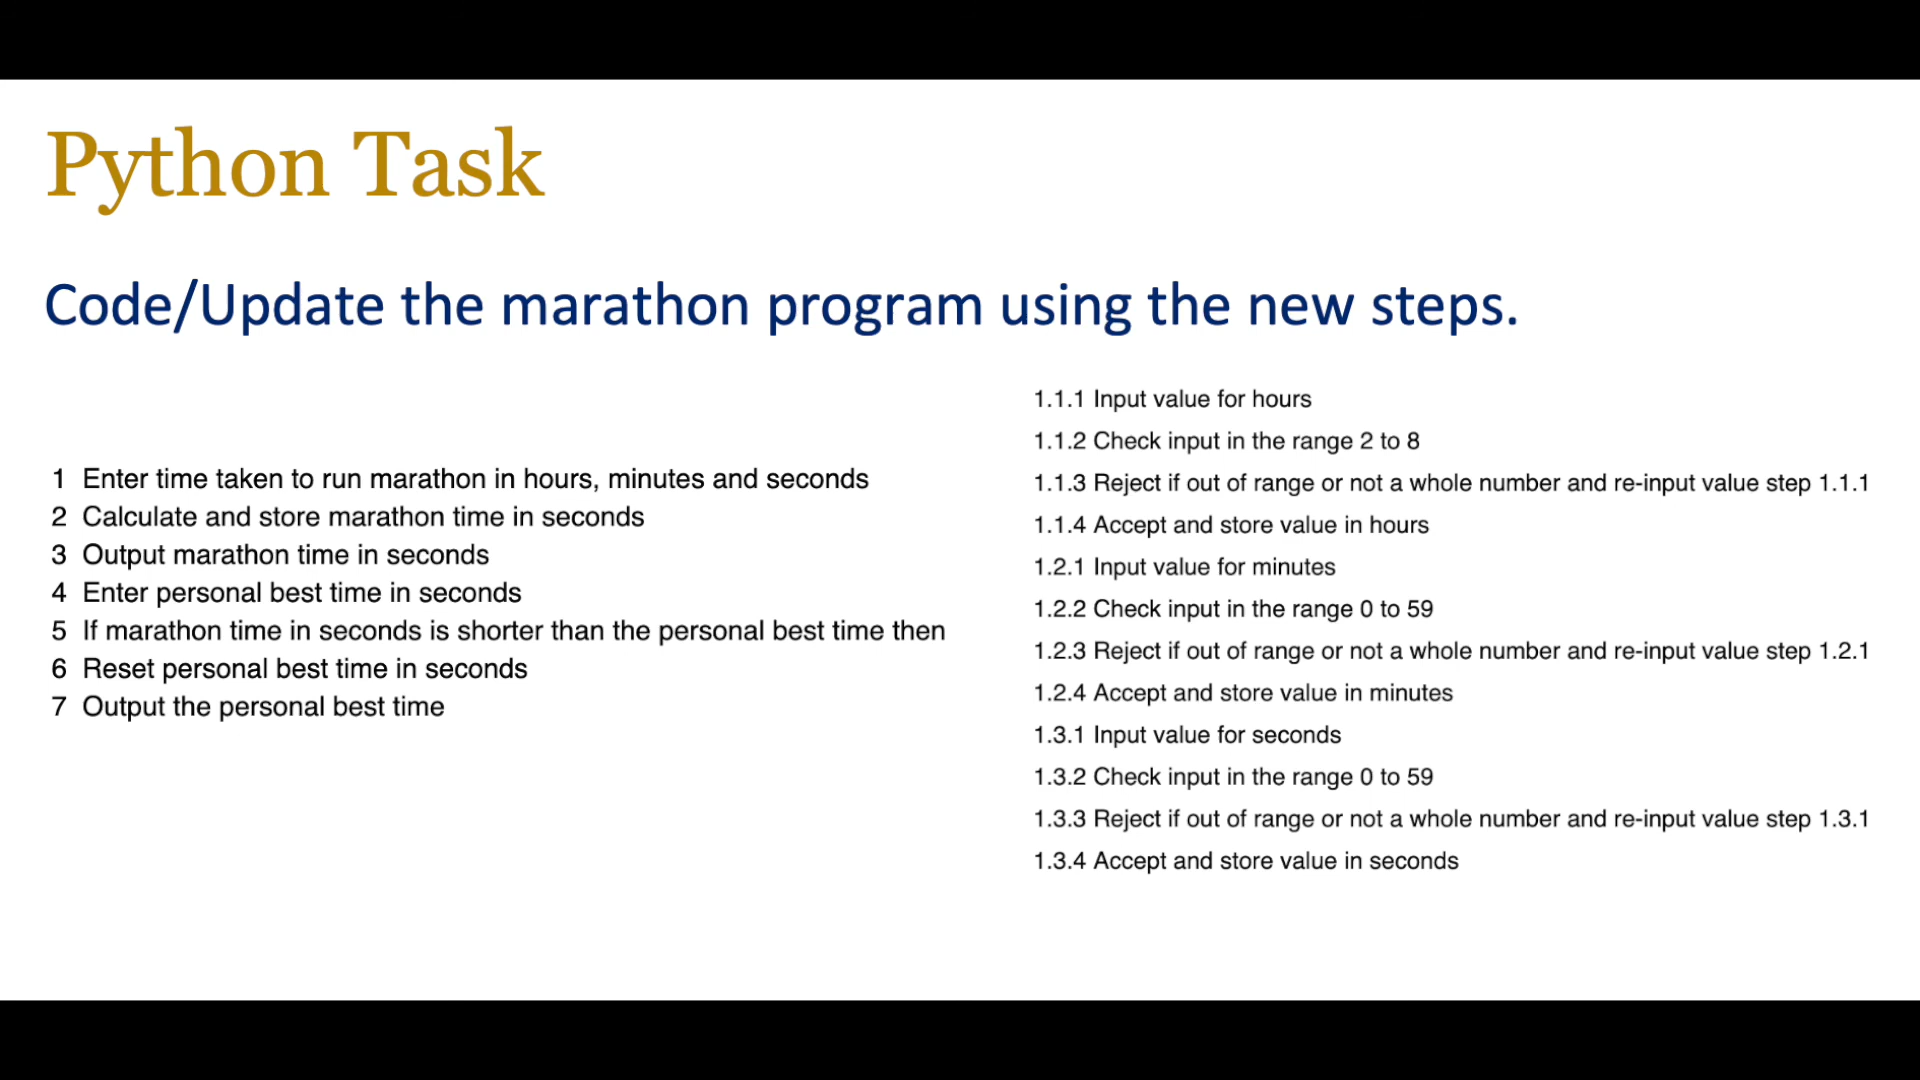 Python Task
Code/Update the marathon program using the new steps.
1 Enter time taken to run marathon in hours, minutes and seconds
2 Calculate and store marathon time in seconds
3 Output marathon time in seconds
4 Enter personal best time in seconds
5 If marathon time in seconds is shorter than the personal best time then
6 Reset personal best time in seconds
7 Output the personal best time
1.1.1 Input value for hours
1.1.2 Check input in the range 2 to 8
1.1.3 Reject if out of range or not a whole number and re-input value step 1.1.1
1.1.4 Accept and store value in hours
1.2.1 Input value for minutes
1.2.2 Check input in the range 0 to 59
1.2.3 Reject if out of range or not a whole number and re-input value step 1.2.1
1.2.4 Accept and store value in minutes
1.3.1 Input value for seconds
1.3.2 Check input in the range 0 to 59
1.3.3 Reject if out of range or not a whole number and re-input value step 1.3.1
1.3.4 Accept and store value in seconds